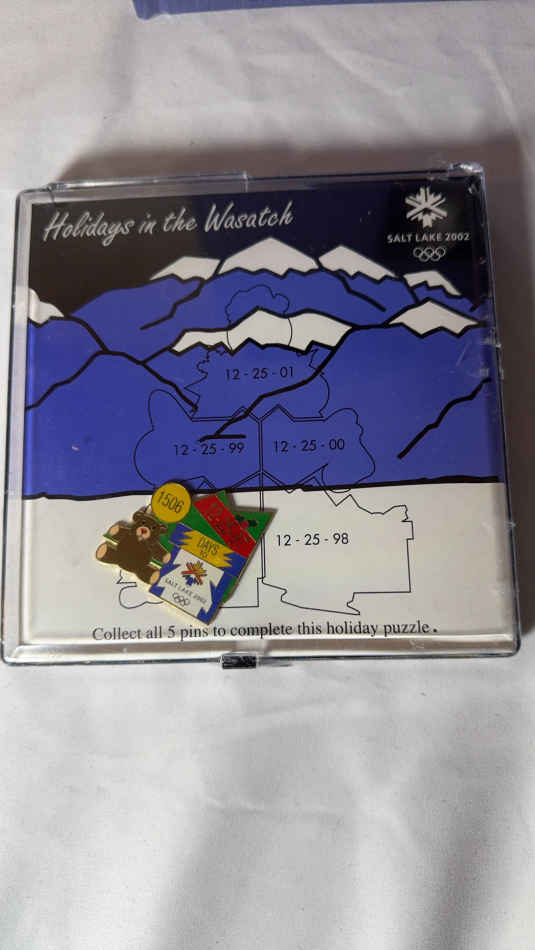 Holidays in the Wasatch
SALT LAKE 2002
12 - 25 - 01
12 - 25 - 99
12 - 25 - 00
1506
DAYS
TO
SALT LAKE 2002
12 - 25 - 98
Collect all 5 pins to complete this holiday puzzle.